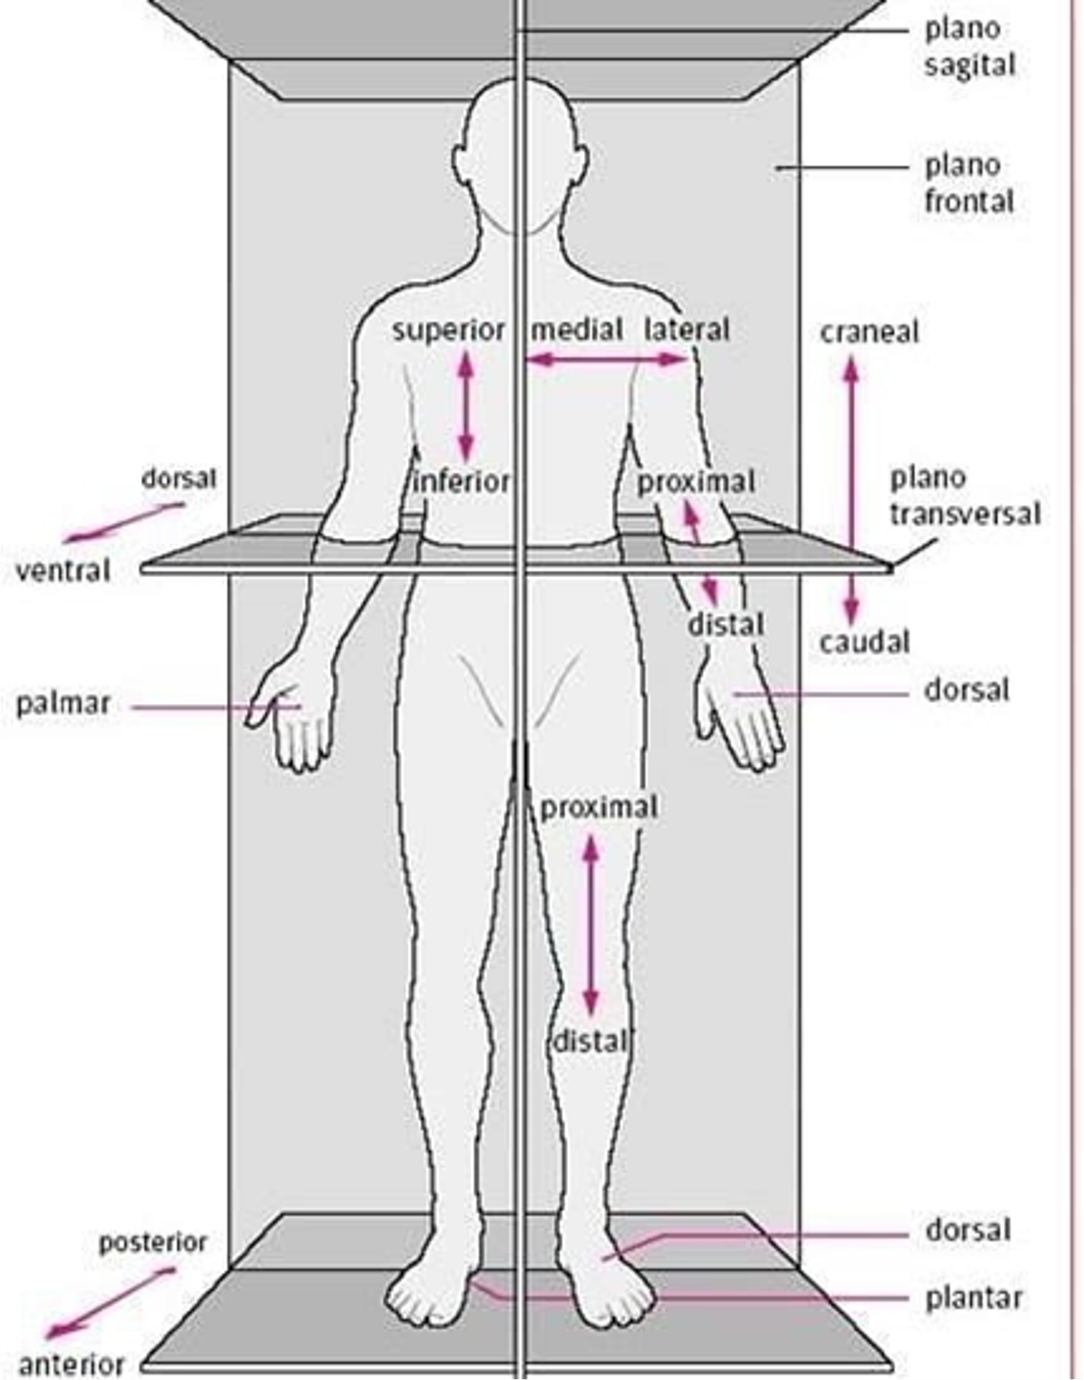 plano
sagital
plano
frontal
superior medial lateral
craneal
dorsal
inferior
proximal
plano
transversal
ventral
distal
caudal
palmar
dorsal
proximal
distal
posterior
dorsal
plantar
anterior